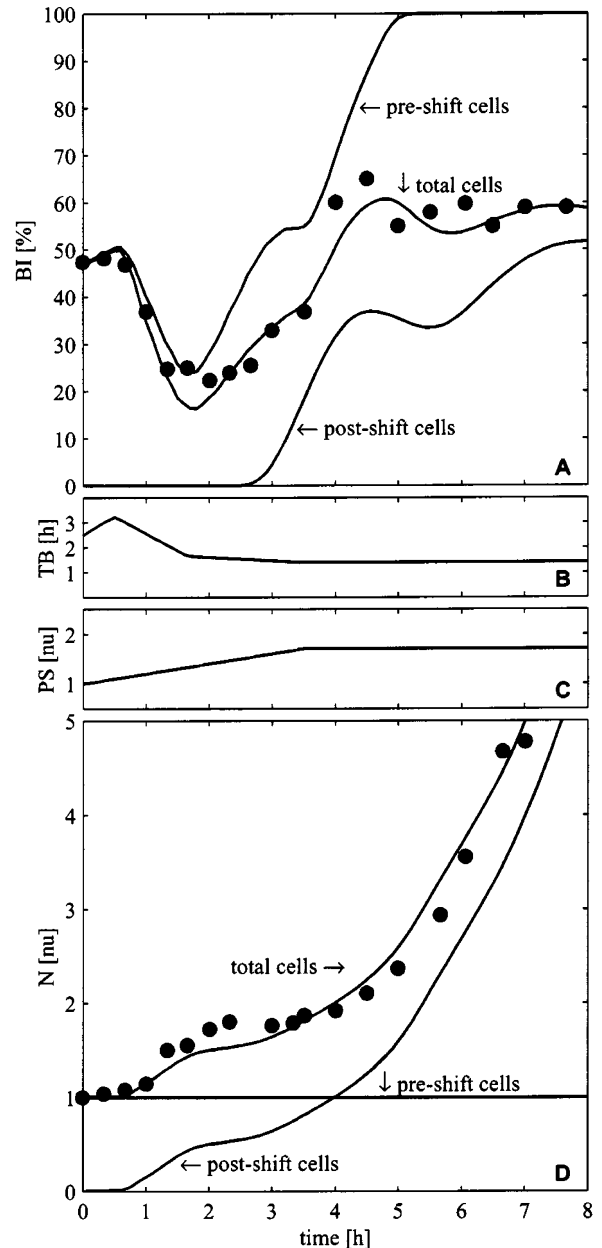 100
90
80
← pre-shift cells
70
↓ total cells
60
50
BI [%]
40
30
20
← post-shift cells
10
A
0
3
2
TB [h]
1
B
2
PS [nu]
1
C
5
4
3
N [nu]
total cells →
2
↓ pre-shift cells
1
← post-shift cells
D
0
0 1 2 3 4 5 6 7 8
time [h]